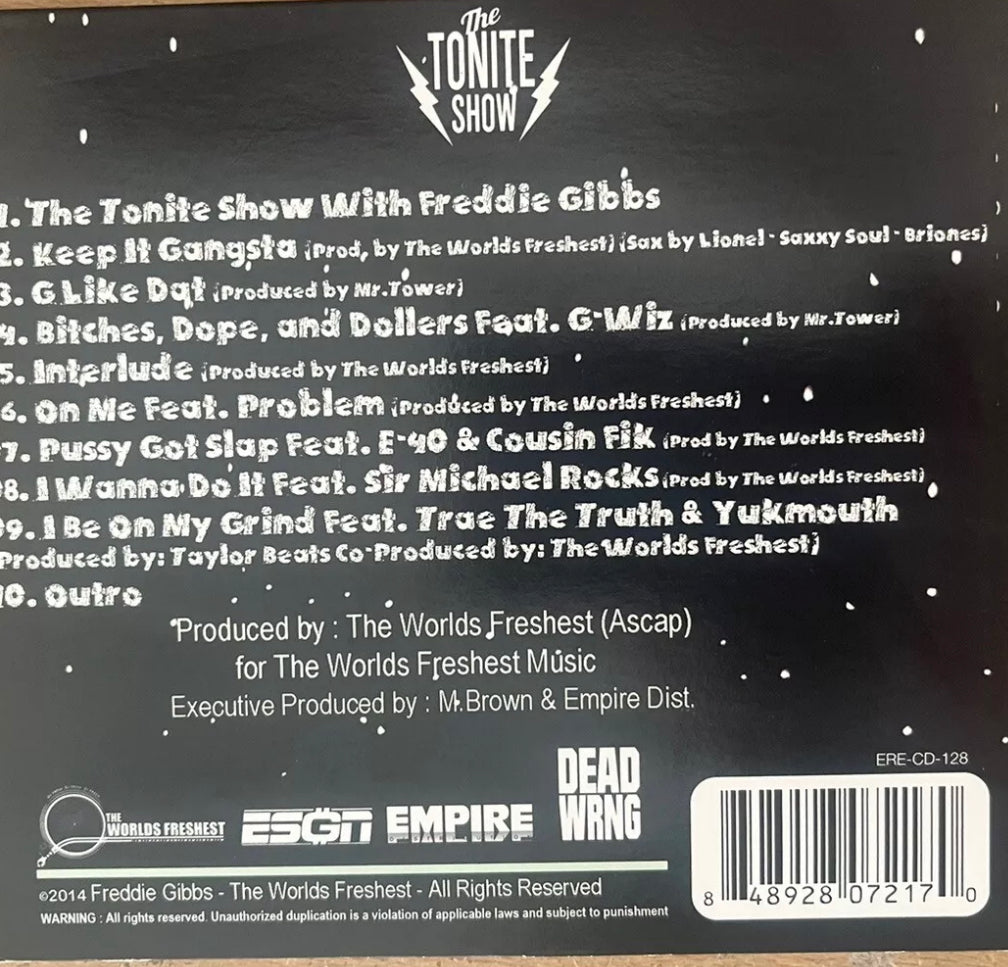 The
TONITE
SHOW
1. The Tonite Show With Freddie Gibbs
2. Keep It Gangsta (Prod, by The Worlds Freshest) (Sax by Lionel - Saxxy Soul - Briones)
3. G Like Dat (Produced by Mr.Tower)
4. Bitches, Dope, and Dollers Feat. G-Wiz (Produced by Mr.Tower)
5. Interlude (Produced by The Worlds Freshest)
6. On Me Feat. Problem (Produced by The Worlds Freshest)
7. Pussy Got Slap Feat. E-40 & Cousin Fik (Prod by The Worlds Freshest)
8. I Wanna Do It Feat. Sir Michael Rocks (Prod by The Worlds Freshest)
9. I Be On My Grind Feat. Trae The Truth & Yukmouth
Produced by: Taylor Beats Co-Produced by: The Worlds Freshest)
10. Outro
Produced by : The Worlds Freshest (Ascap)
for The Worlds Freshest Music
Executive Produced by : M.Brown & Empire Dist.
ERE-CD-128
THE
WORLDS FRESHEST
ESGN
EMPIRE
DEAD
WRNG
©2014 Freddie Gibbs - The Worlds Freshest - All Rights Reserved
WARNING : All rights reserved. Unauthorized duplication is a violation of applicable laws and subject to punishment
8 48928 07217 0